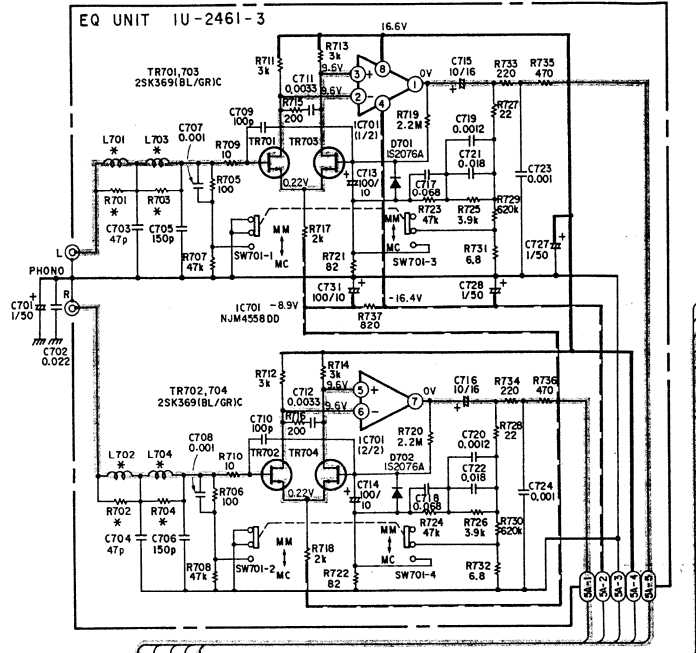 EQ UNIT 1U-2461-3
16.6V
R711
3k
R713
3k
TR701,703
2SK369(BL/GR)C
C711
0.0033
9.6V
9.6V
3
+
2
−
8
1
4
0V
C715
10/16
+
R733
220
R735
470
R715
200
IC701
(1/2)
R719
2.2M
R727
22
C709
100p
C719
0.0012
L701
*
L703
*
C707
0.001
R709
10
TR701
TR703
D701
1S2076A
C721
0.018
C713
100/
10
+
C723
0.001
R701
*
R703
*
R705
100
0.22V
C717
0.068
R729
620k
C703
47p
C705
150p
R717
2k
MM
MC
MM
R723
47k
R725
3.9k
L
R707
47k
SW701-1
R721
82
SW701-3
R731
6.8
C727
1/50
+
PHONO
R
C731
100/10
+
C728
1/50
+
C701
1/50
+
C702
0.022
IC701 −8.9V
NJM4558DD
−16.4V
R737
820
R712
3k
R714
3k
TR702,704
2SK369(BL/GR)C
C712
0.0033
9.6V
9.6V
5
+
6
−
7
0V
C716
10/16
+
R734
220
R736
470
R716
200
IC701
(2/2)
R720
2.2M
R728
22
C710
100p
C720
0.0012
L702
*
L704
*
C708
0.001
R710
10
TR702
TR704
D702
1S2076A
C722
0.018
C714
100/
10
+
C724
0.001
R702
*
R704
*
R706
100
0.22V
C718
0.068
R730
620k
C704
47p
C706
150p
R718
2k
MM
MC
MM
MC
R724
47k
R726
3.9k
R708
47k
SW701-2
R722
82
SW701-4
R732
6.8
5A-1
5A-2
5A-3
5A-4
5A-5